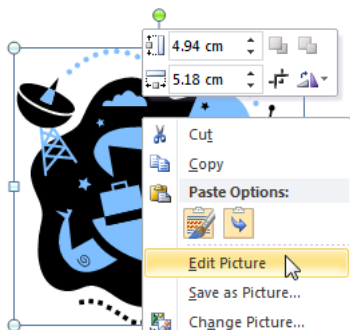 4.94 cm
5.18 cm
Cut
Copy
Paste Options:
Edit Picture
Save as Picture...
Change Picture...